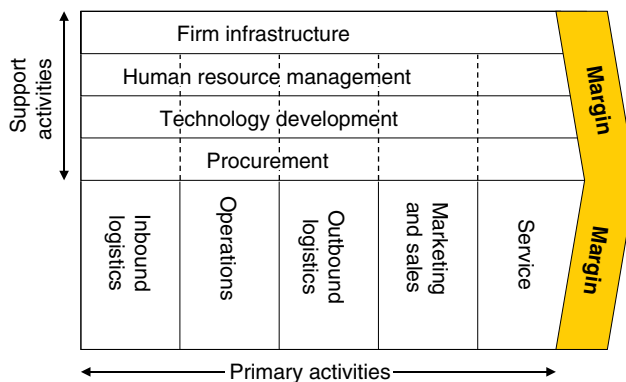 Support
activities
Firm infrastructure
Human resource management
Technology development
Procurement
Margin
Inbound
logistics
Operations
Outbound
logistics
Marketing
and sales
Service
Margin
Primary activities